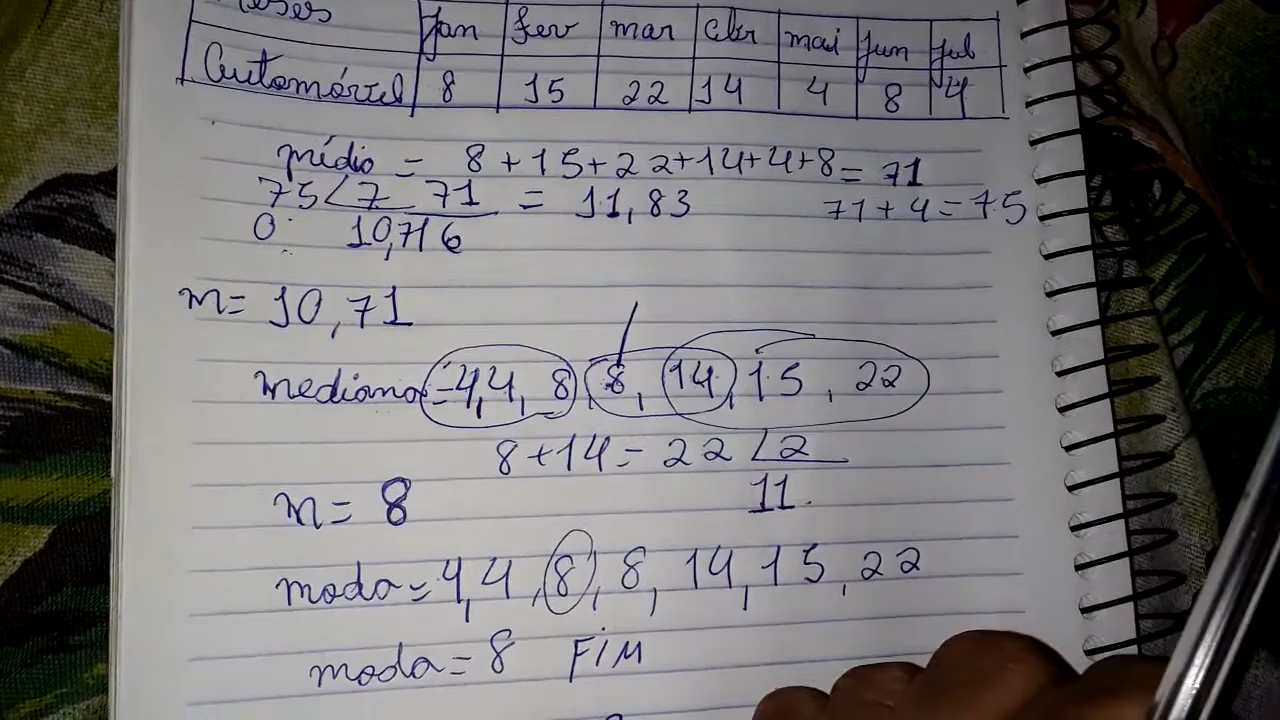 Meses Jan Fev mar Abr mai Jun Jul
Automóvel 8 15 22 14 4 8 4
média = 8+15+22+14+4+8 = 71
75 7 71 = 11,83 71+4=75
0 10,716
m= 10,71
mediana=4,4,8,8,14,15,22
8+14=22 2
11.
m= 8
moda=4,4,8,8,14,15,22
moda=8 FiM